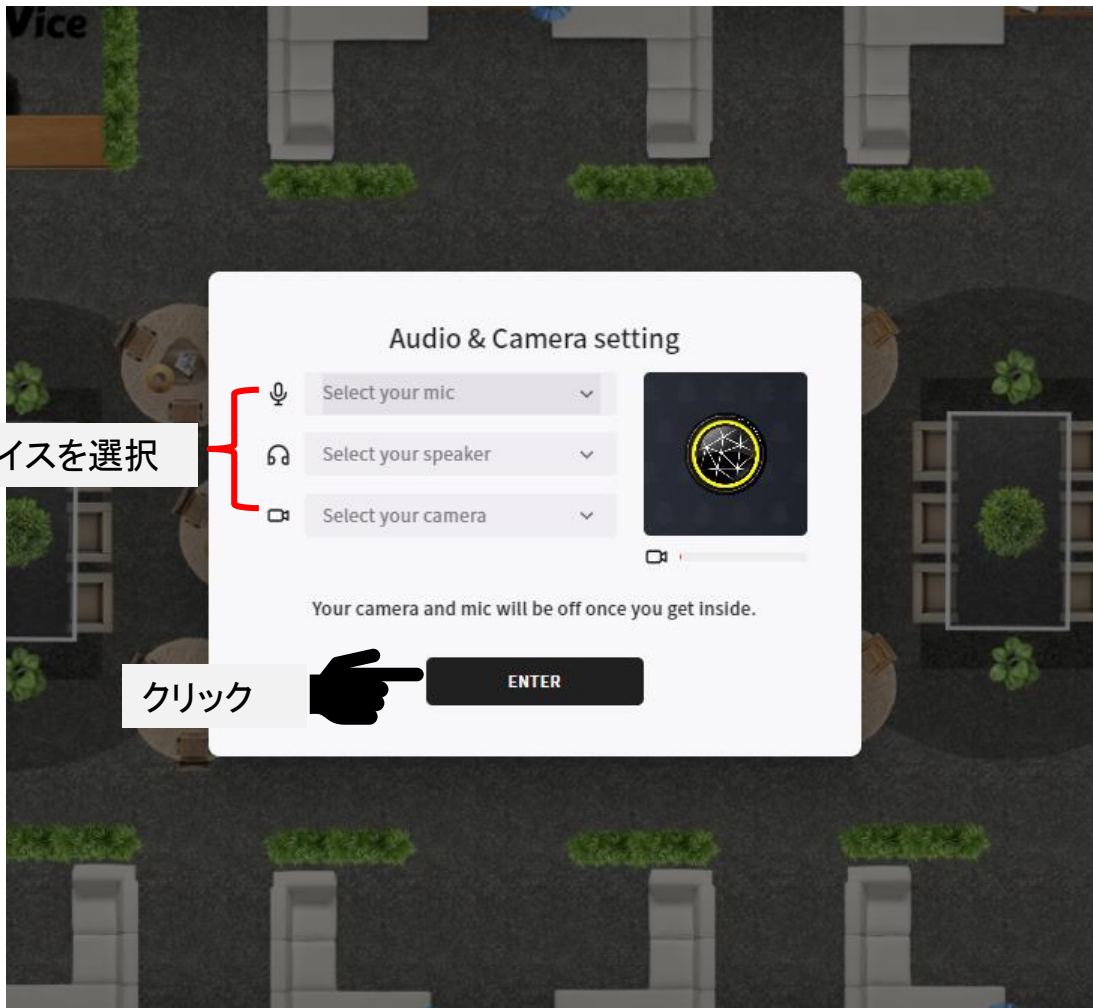 Vice
Audio & Camera setting
Select your mic
イスを選択
Select your speaker
Select your camera
Your camera and mic will be off once you get inside.
クリック
ENTER